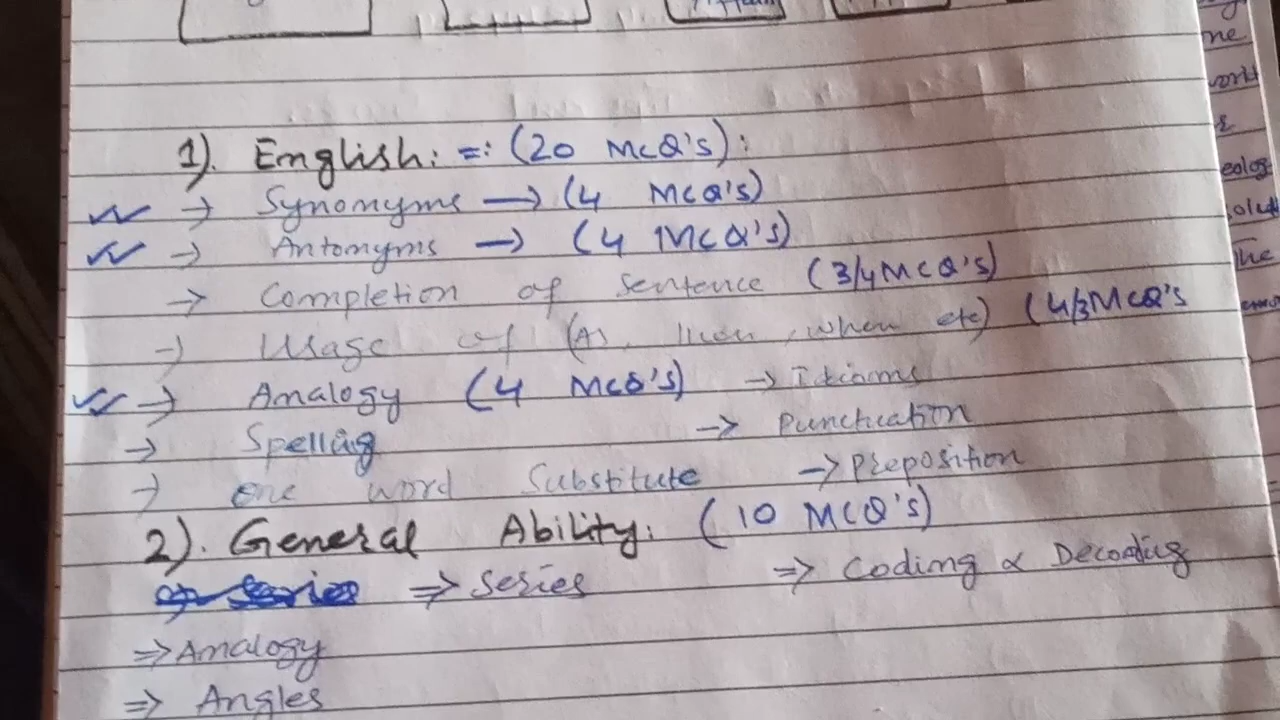 1). English: =: (20 MCQ's):
→ Synonyms → (4 MCQ's)
→ Antomyms → (4 MCQ's)
→ Completion of sentence (3/4 MCQ's)
→ Usage of (As, when etc) (4/3 MCQ's
→ Analogy (4 MCQ's) → Idioms
→ Spelling → Punctication
→ one word Substitute → Preposition
2). General Ability: (10 MCQ's)
⇒ Series ⇒ Coding & Decoding
⇒ Analogy
⇒ Angles